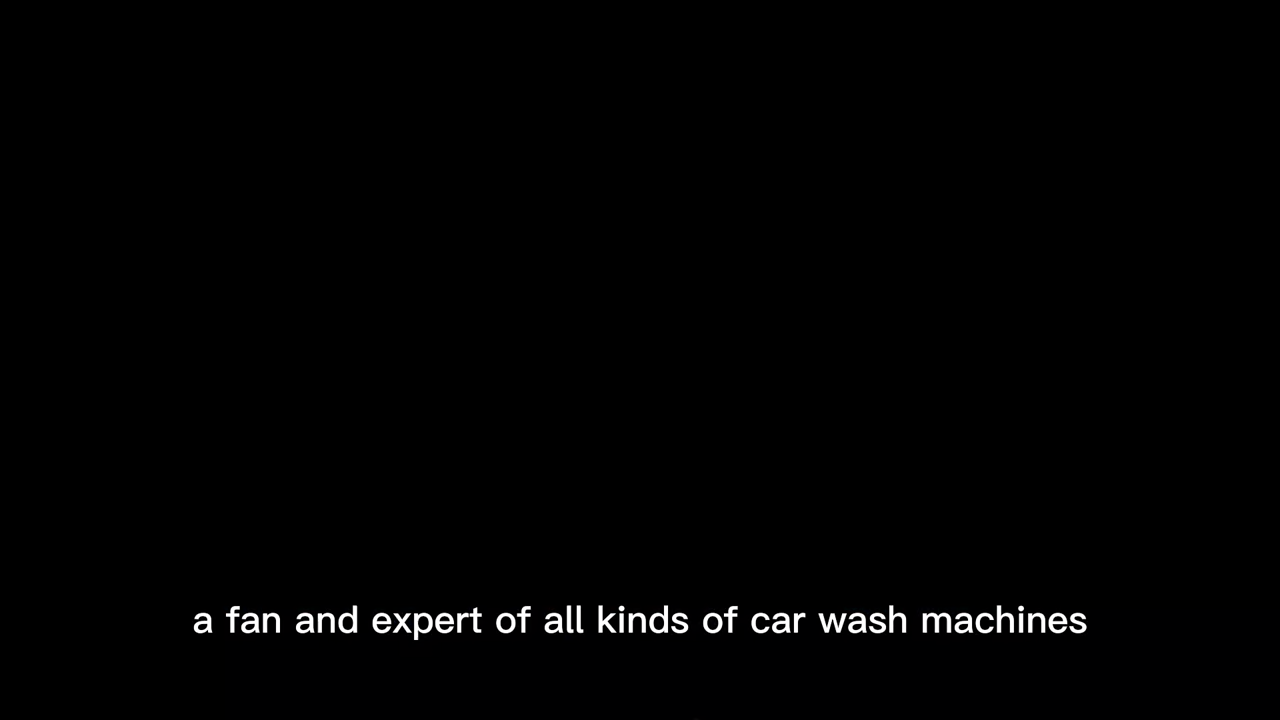 a fan and expert of all kinds of car wash machines